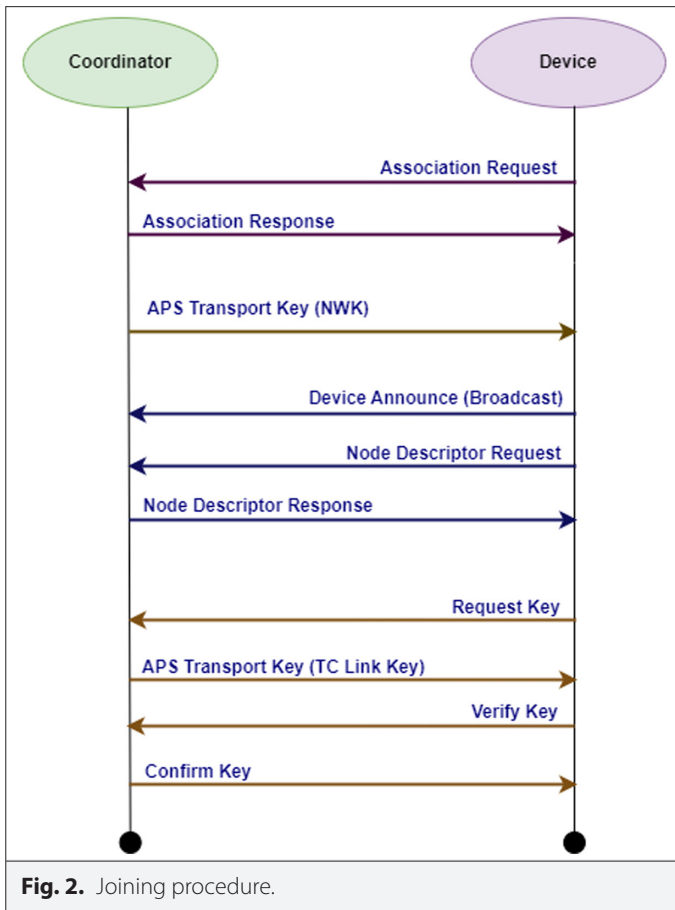 Coordinator
Device
Association Request
Association Response
APS Transport Key (NWK)
Device Announce (Broadcast)
Node Descriptor Request
Node Descriptor Response
Request Key
APS Transport Key (TC Link Key)
Verify Key
Confirm Key
Fig. 2. Joining procedure.